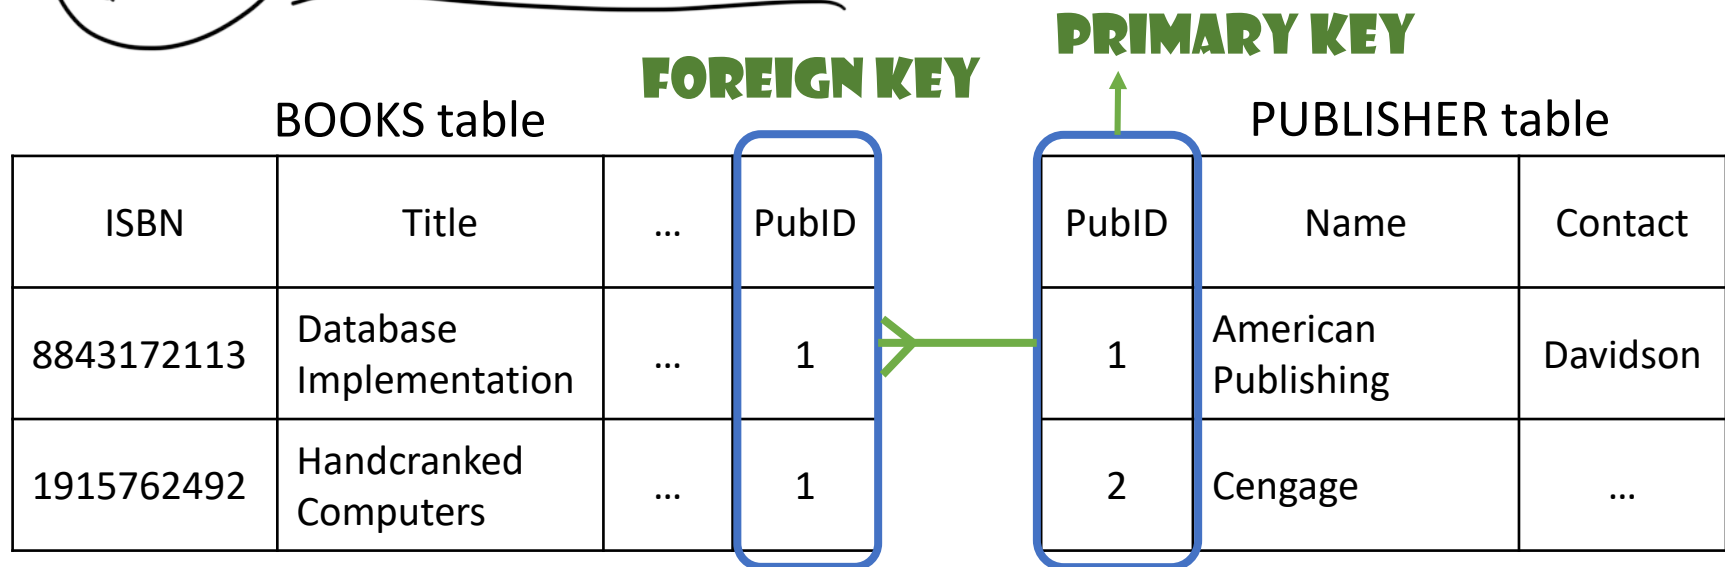 PRIMARY KEY
FOREIGN KEY
BOOKS table
PUBLISHER table
ISBN Title ... PubID
8843172113 Database Implementation ... 1
1915762492 Handcranked Computers ... 1
PubID Name Contact
1 American Publishing Davidson
2 Cengage ...